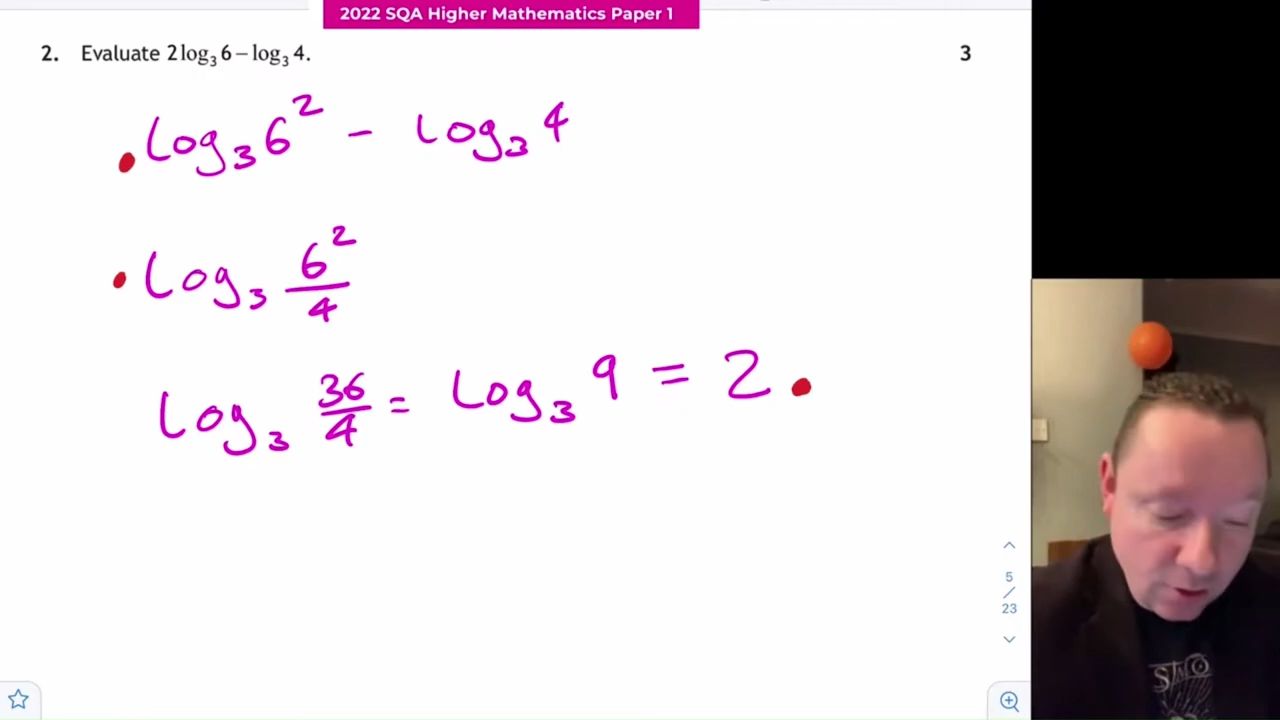 2022 SQA Higher Mathematics Paper 1
2. Evaluate 2log₃6−log₃4. 3
log₃6² − log₃4
log₃ 6²/4
log₃ 36/4 = log₃9 = 2
5
/
23